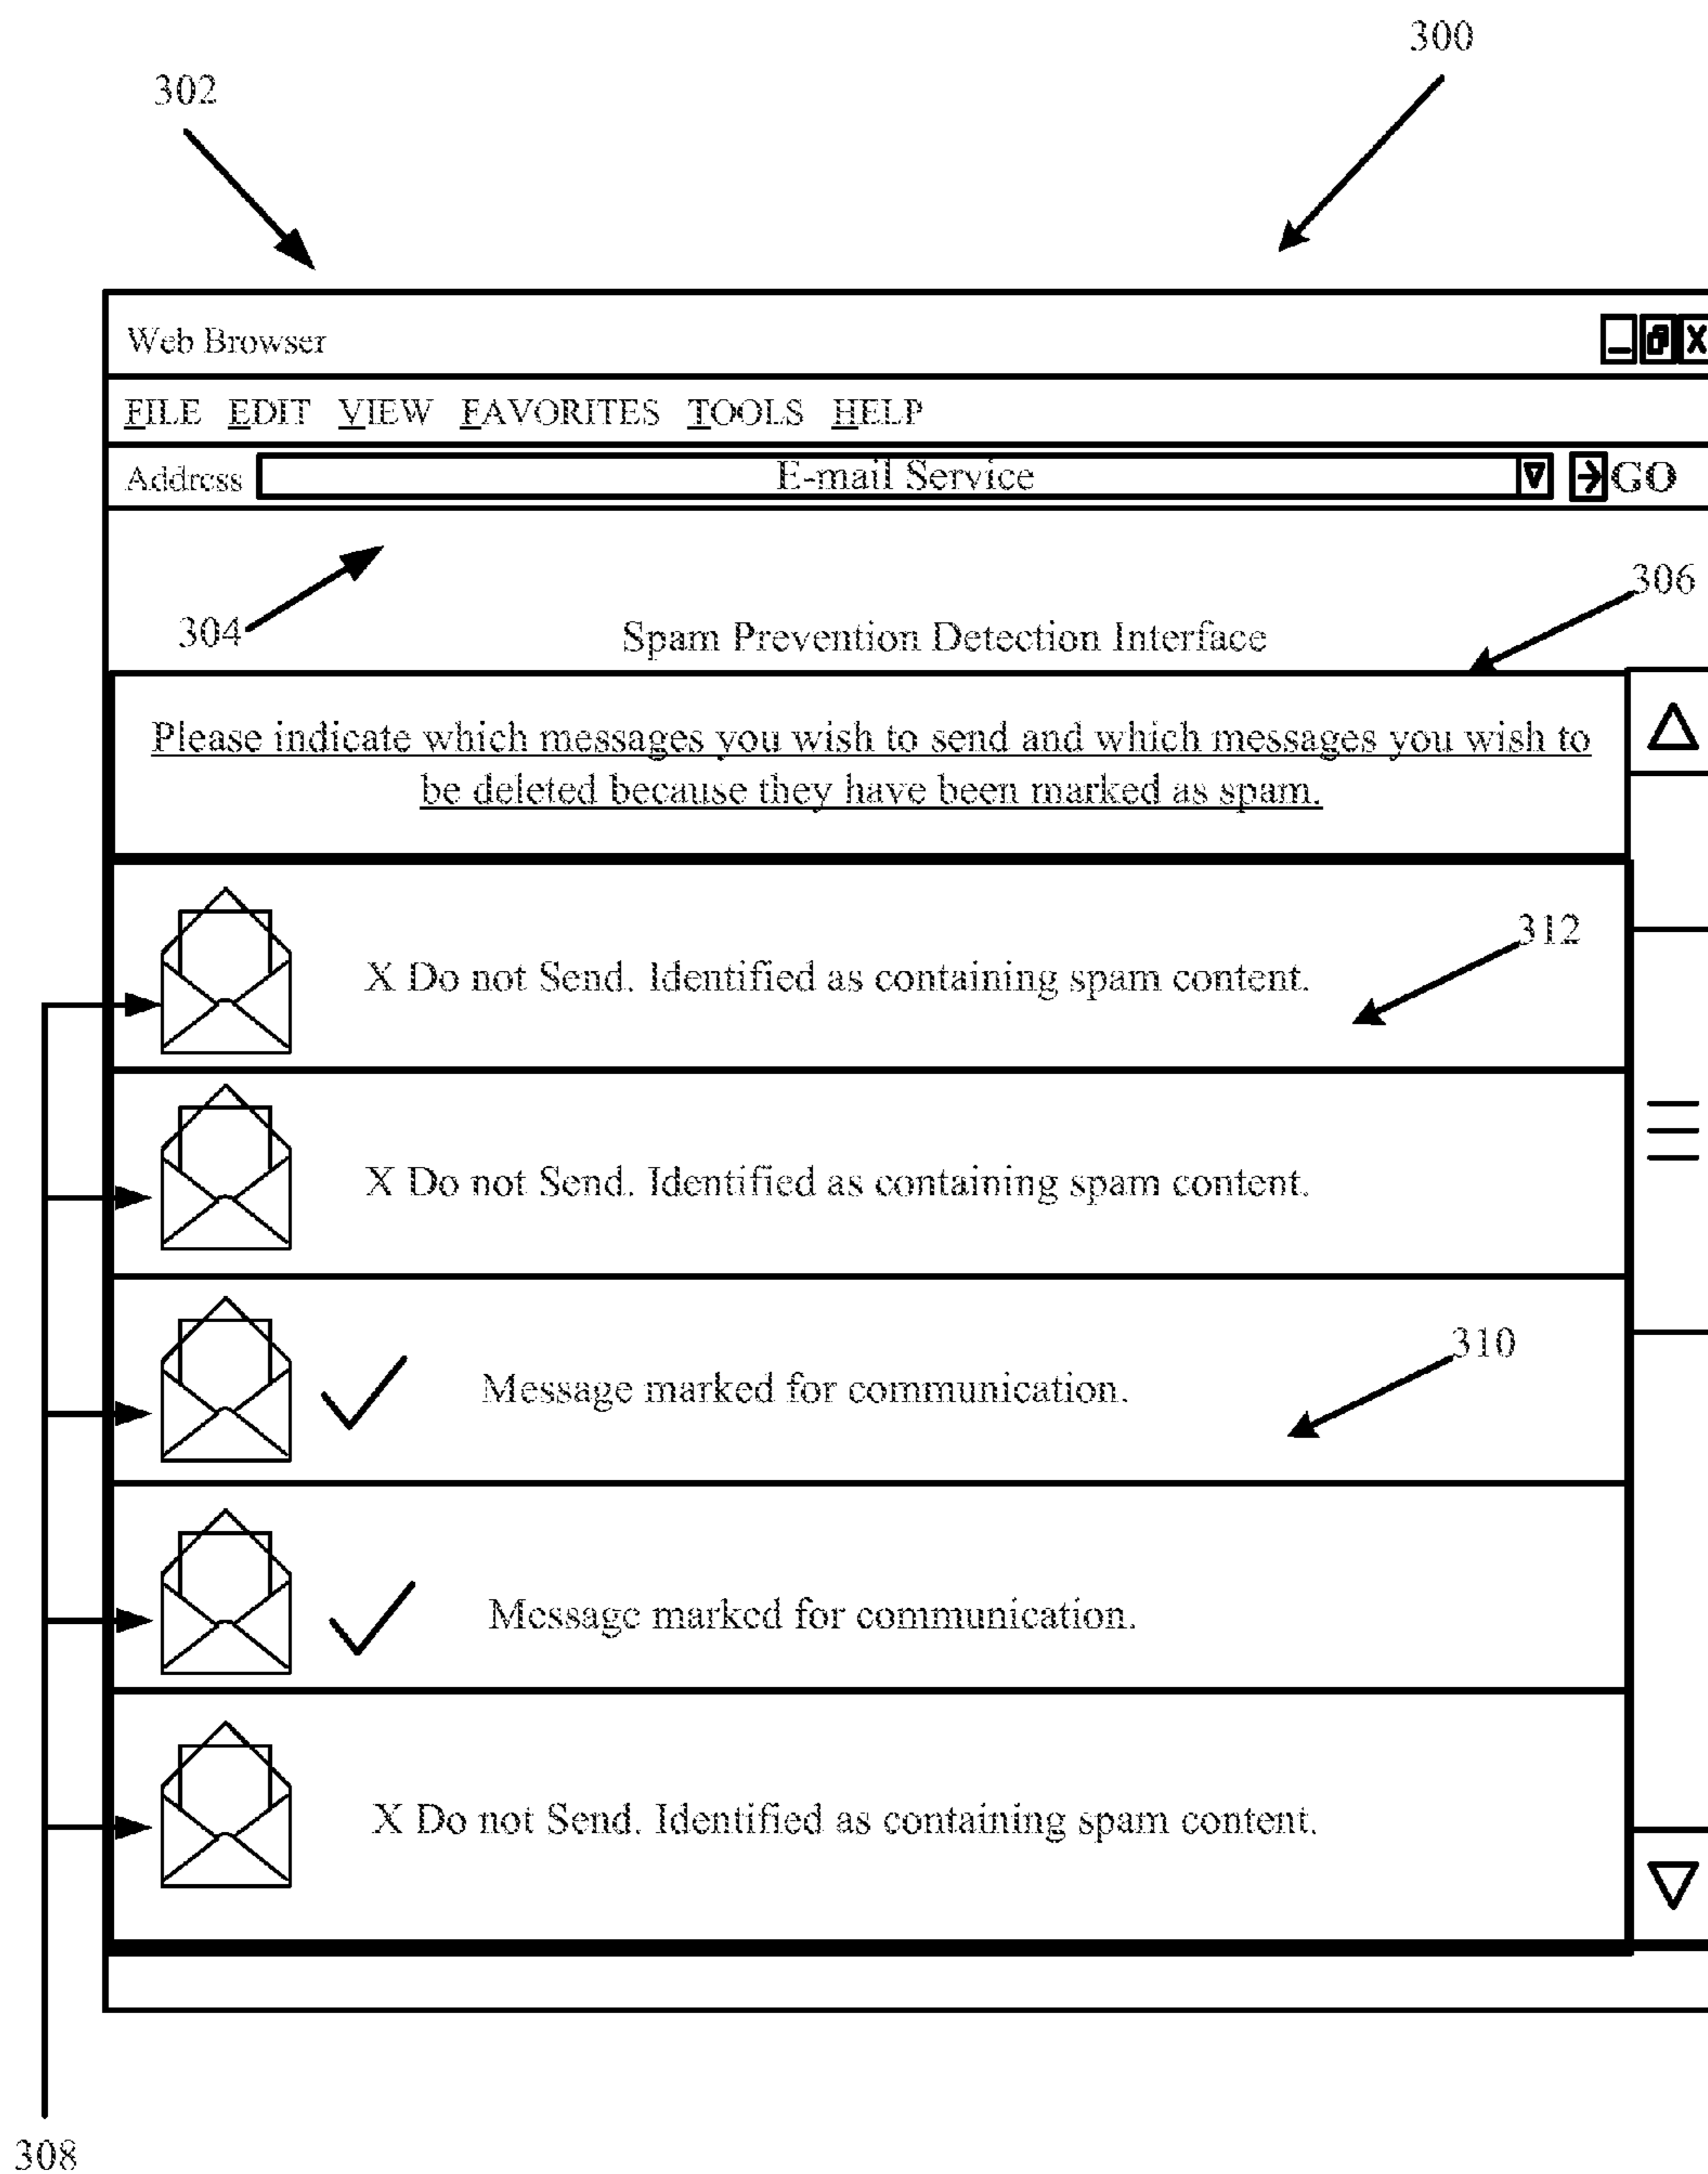 300
302
Web Browser
FILE EDIT VIEW FAVORITES TOOLS HELP
Address E-mail Service GO
306
304
Spam Prevention Detection Interface
Please indicate which messages you wish to send and which messages you wish to
be deleted because they have been marked as spam.
312
X Do not Send. Identified as containing spam content.
X Do not Send. Identified as containing spam content.
310
Message marked for communication.
Message marked for communication.
X Do not Send. Identified as containing spam content.
308